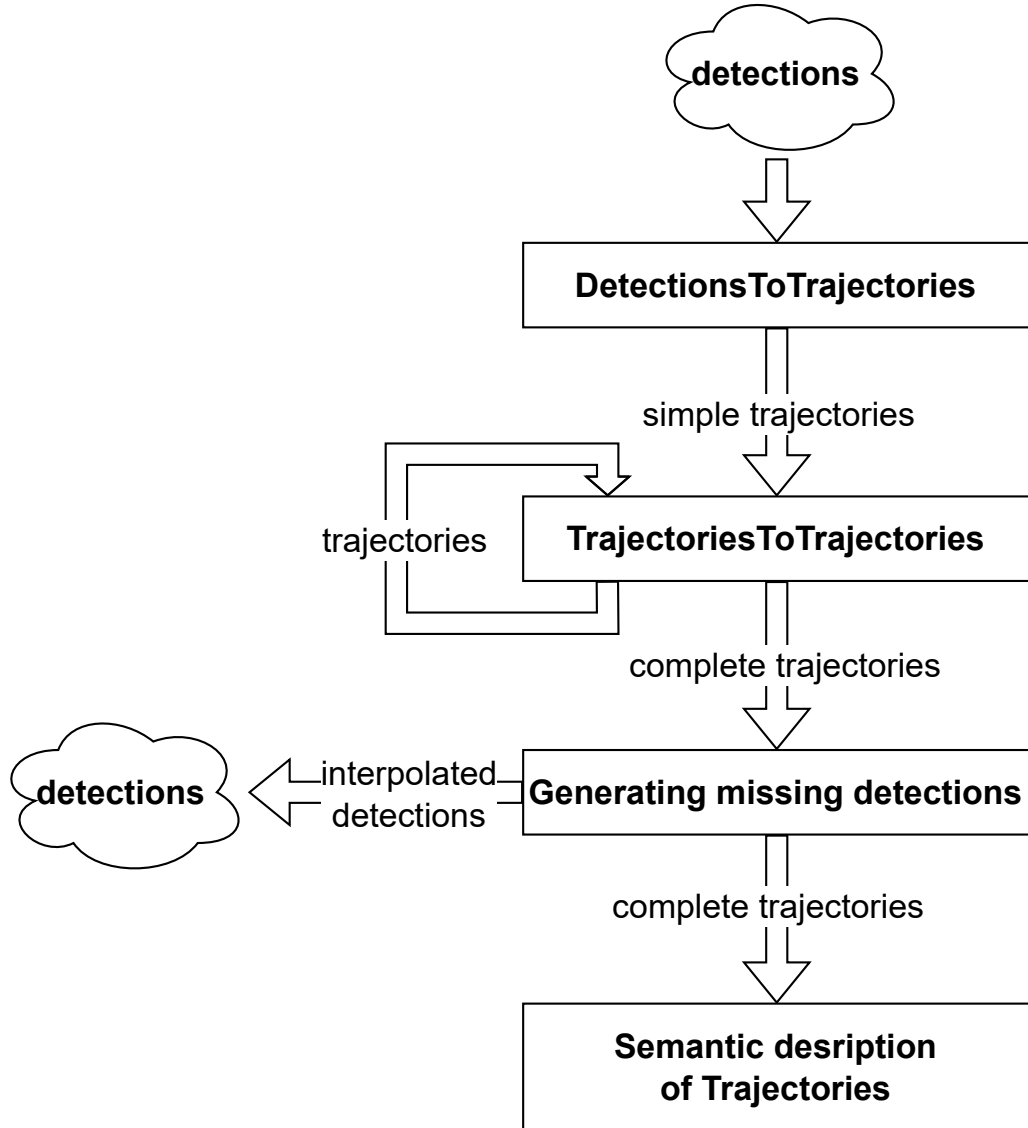 detections
DetectionsToTrajectories
simple trajectories
trajectories
TrajectoriesToTrajectories
complete trajectories
detections
interpolated
detections
Generating missing detections
complete trajectories
Semantic desription
of Trajectories